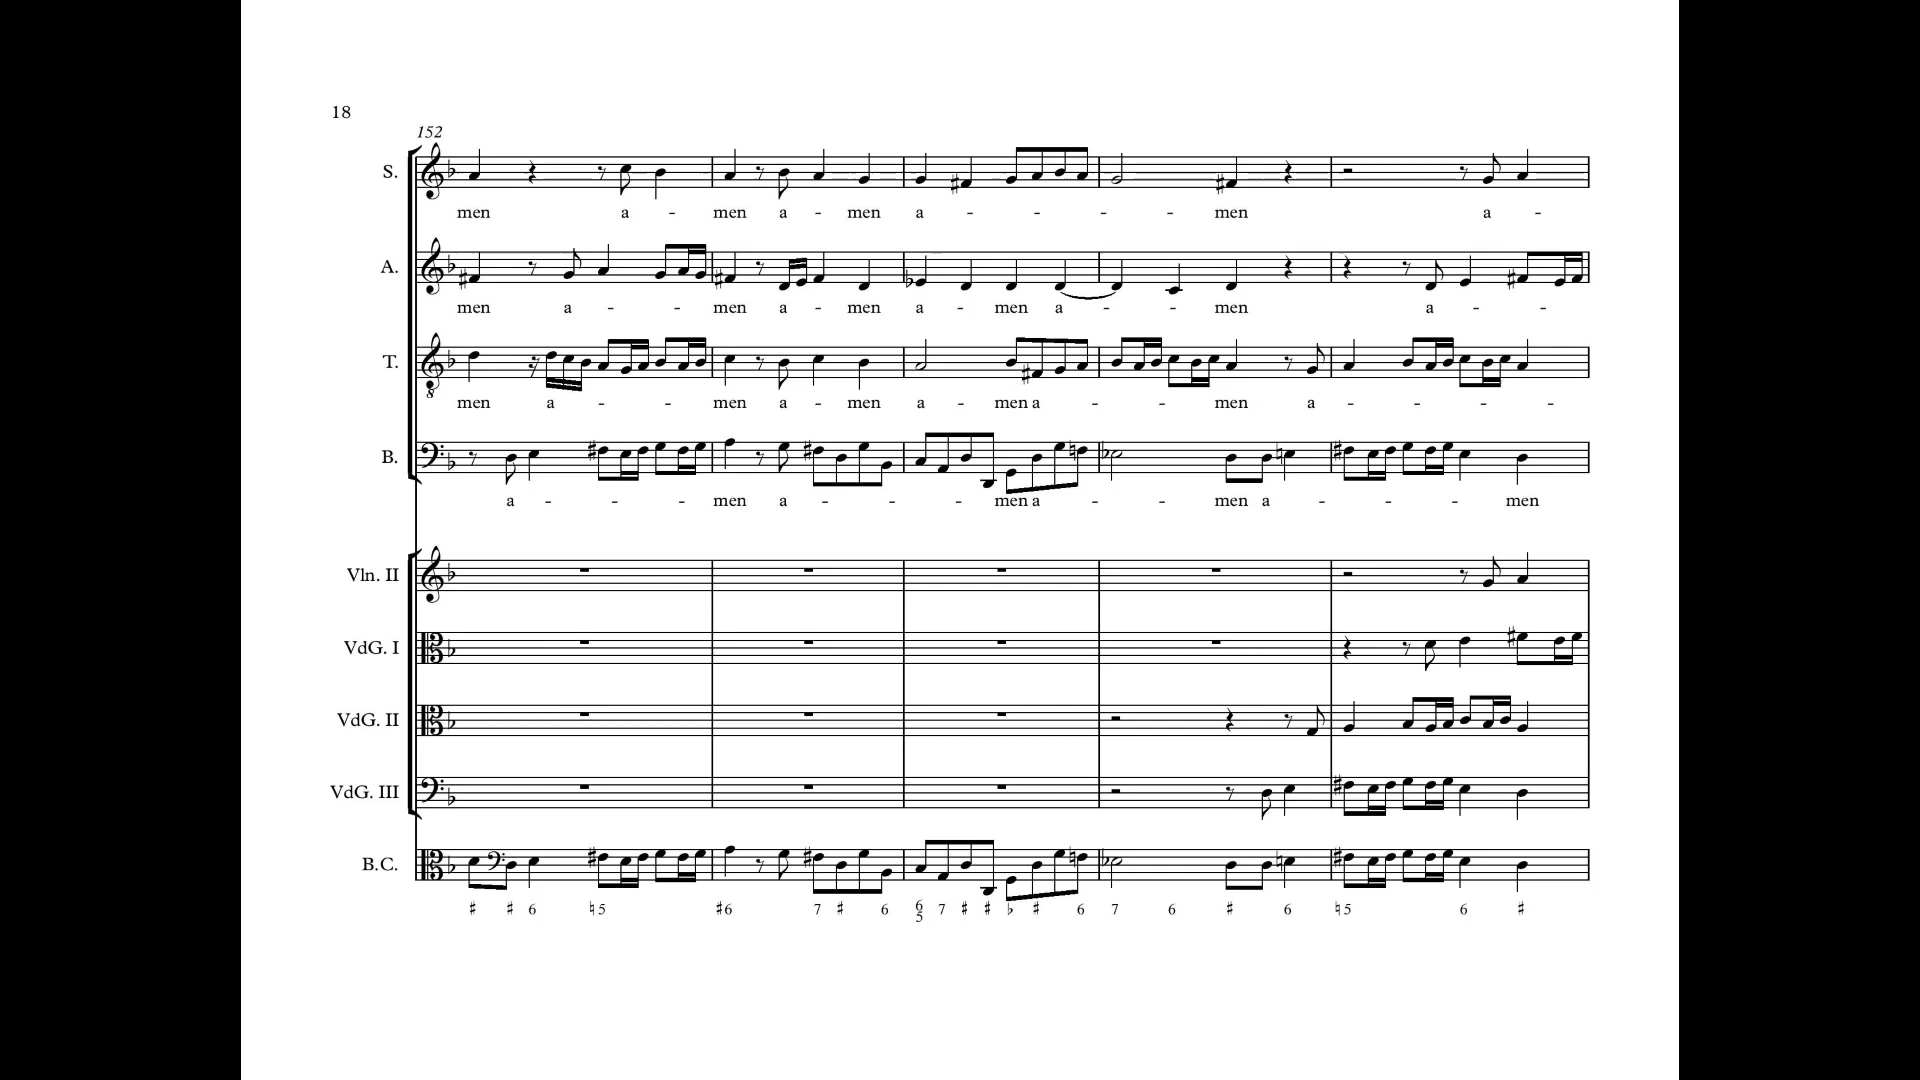 18
152
S.
men a - men a - men a - - - - men a -
A.
men a - - men a - men a - men a - - men a - -
T.
men a - - men a - men a - men a - - men a - - - -
B.
a - - - men a - - - men a - - men a - - - men
Vln. II
VdG. I
VdG. II
VdG. III
B.C.
♯ ♯ 6 ♮5 ♯6 7 ♯ 6 6 7 ♯ ♯ ♭ ♯ 6 7 6 ♯ 6 ♮5 6 ♯
5